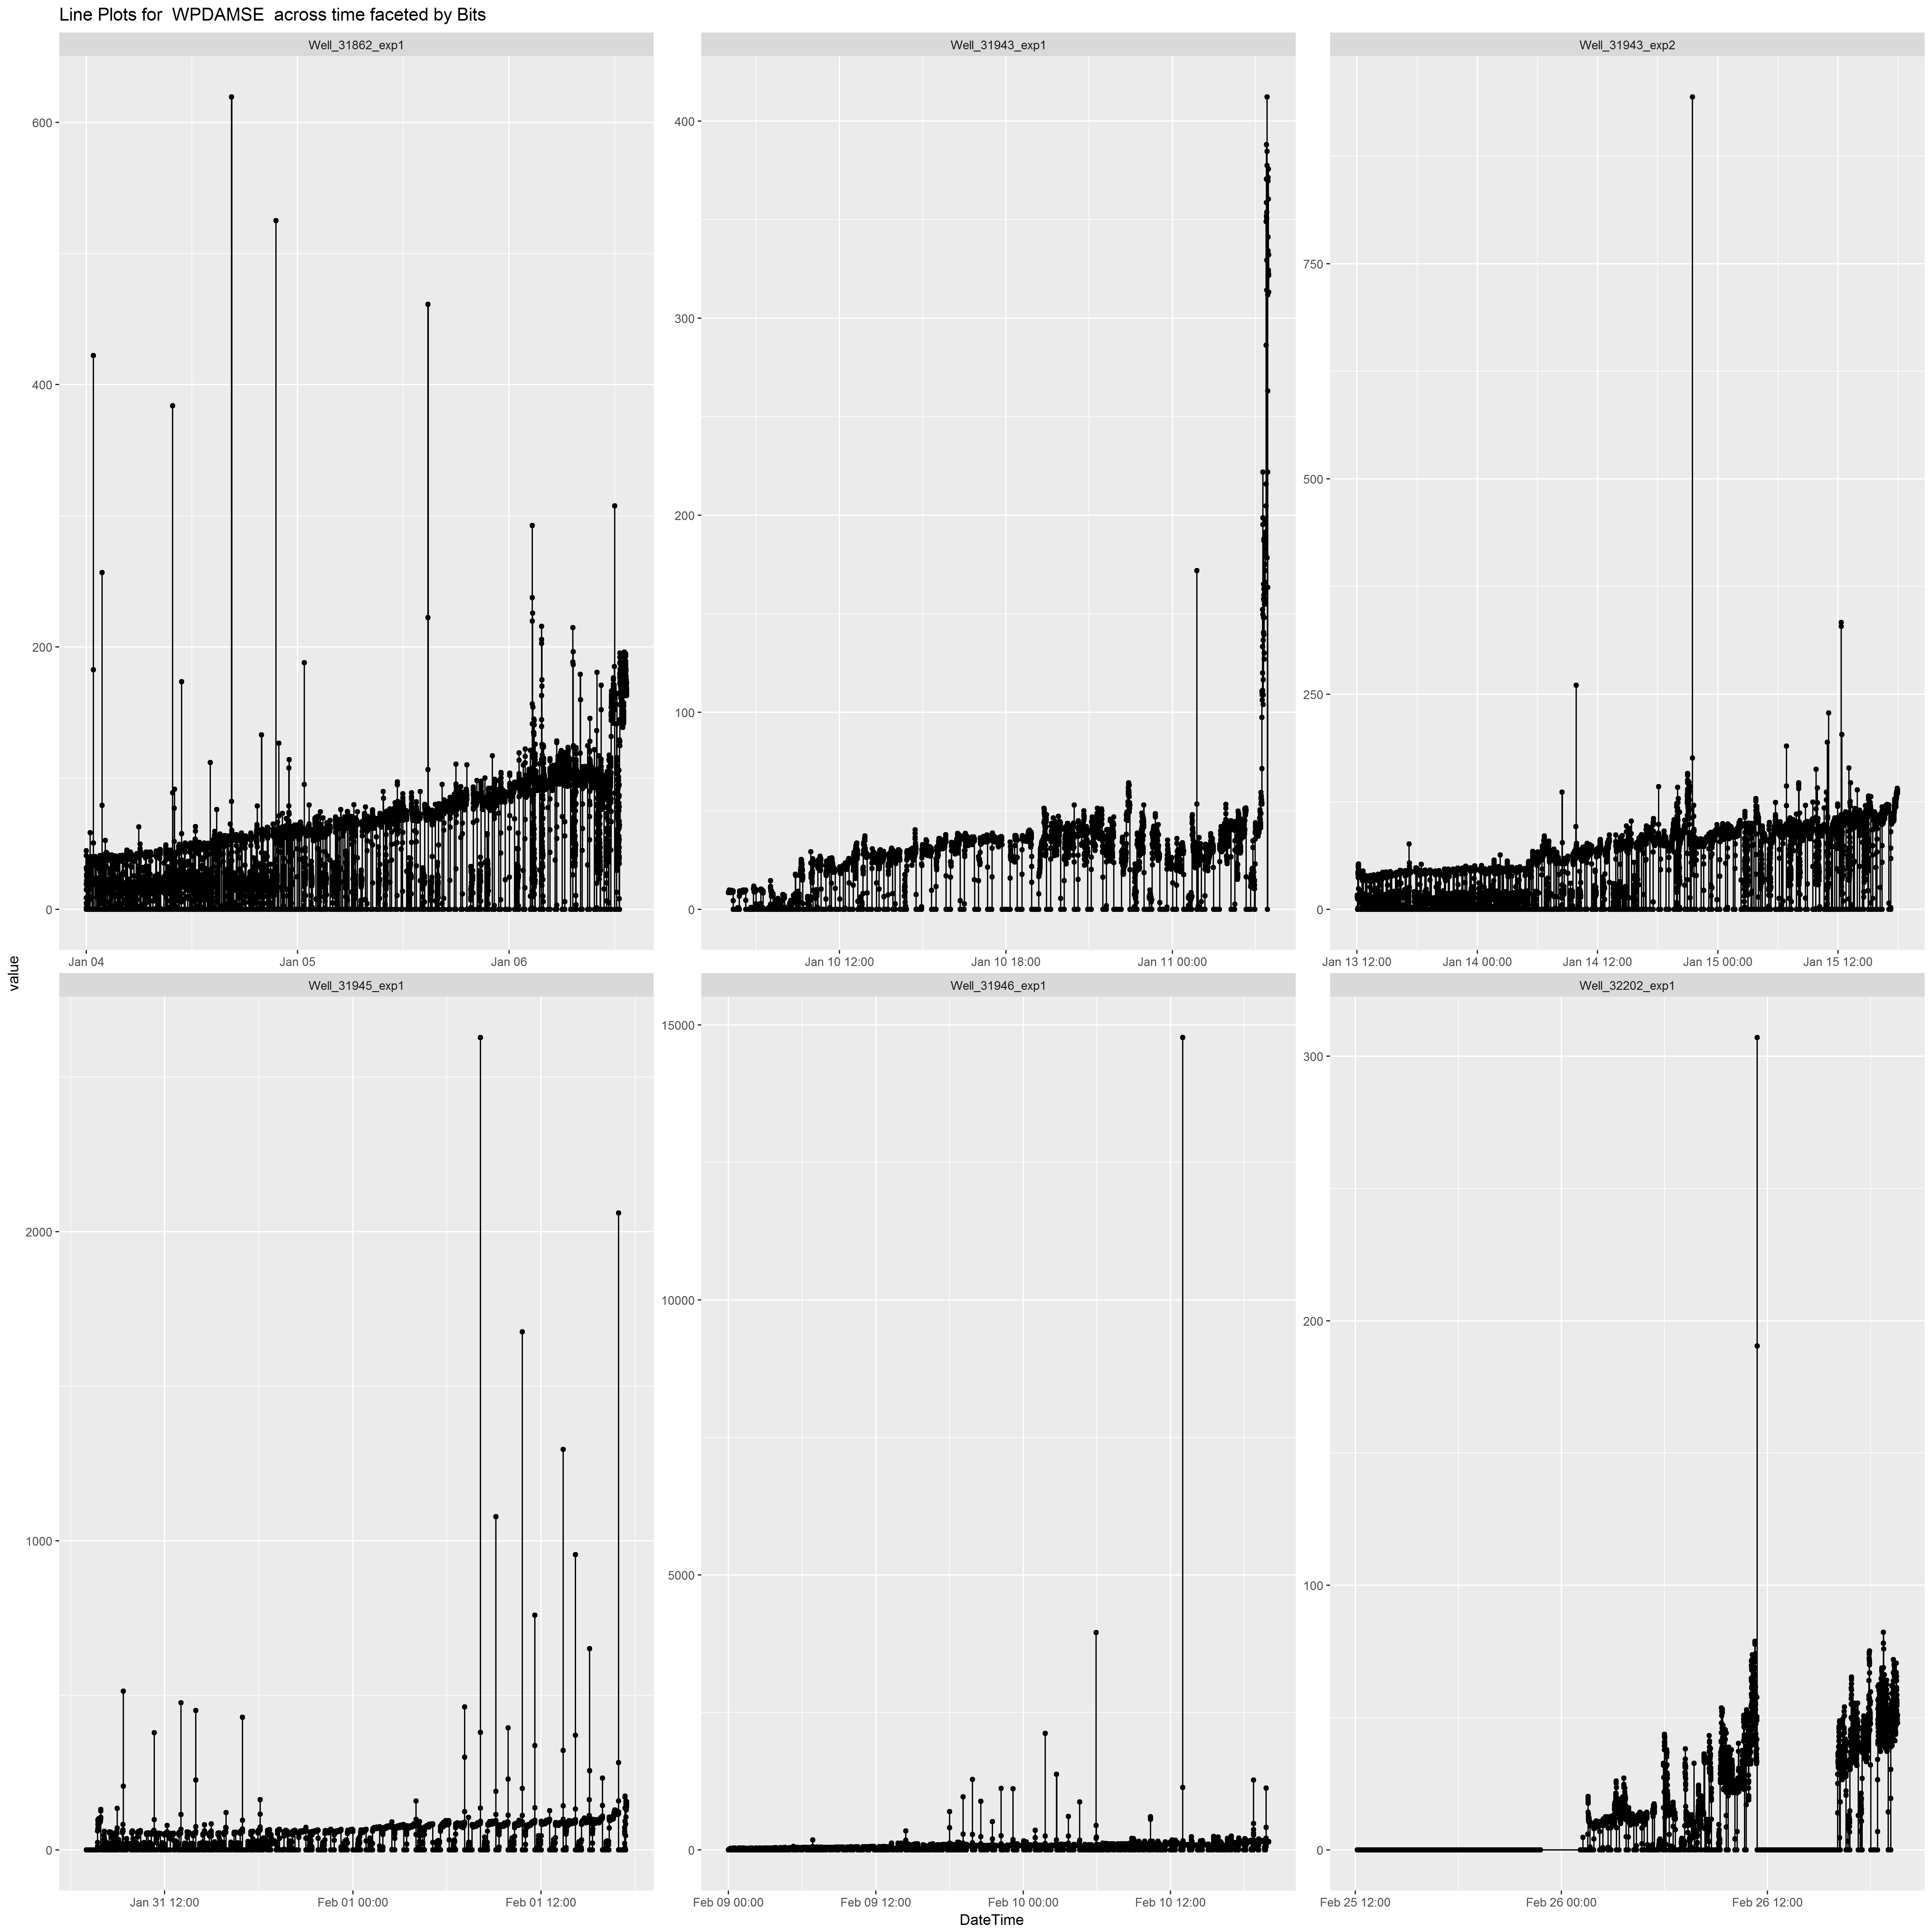 Line Plots for  WPDAMSE  across time faceted by Bits
Well_31862_exp1
Well_31943_exp1
Well_31943_exp2
600
400
200
0
400
300
200
100
0
750
500
250
0
Jan 04 Jan 05 Jan 06
Jan 10 12:00 Jan 10 18:00 Jan 11 00:00
Jan 13 12:00 Jan 14 00:00 Jan 14 12:00 Jan 15 00:00 Jan 15 12:00
value
Well_31945_exp1
Well_31946_exp1
Well_32202_exp1
2000
1000
0
15000
10000
5000
0
300
200
100
0
Jan 31 12:00 Feb 01 00:00 Feb 01 12:00
Feb 09 00:00 Feb 09 12:00 Feb 10 00:00 Feb 10 12:00
Feb 25 12:00 Feb 26 00:00 Feb 26 12:00
DateTime